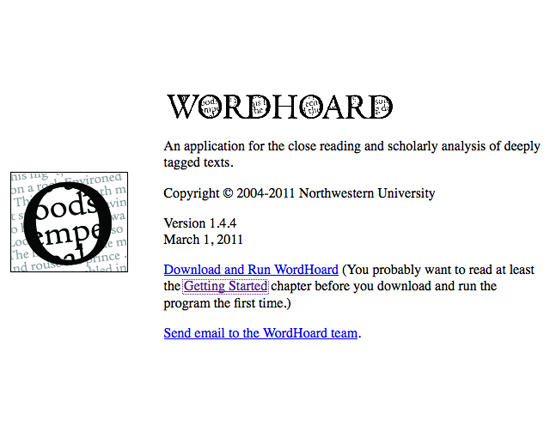 WORDHOARD
An application for the close reading and scholarly analysis of deeply
tagged texts.
Copyright © 2004-2011 Northwestern University
Version 1.4.4
March 1, 2011
Download and Run WordHoard (You probably want to read at least
the Getting Started chapter before you download and run the
program the first time.)
Send email to the WordHoard team.